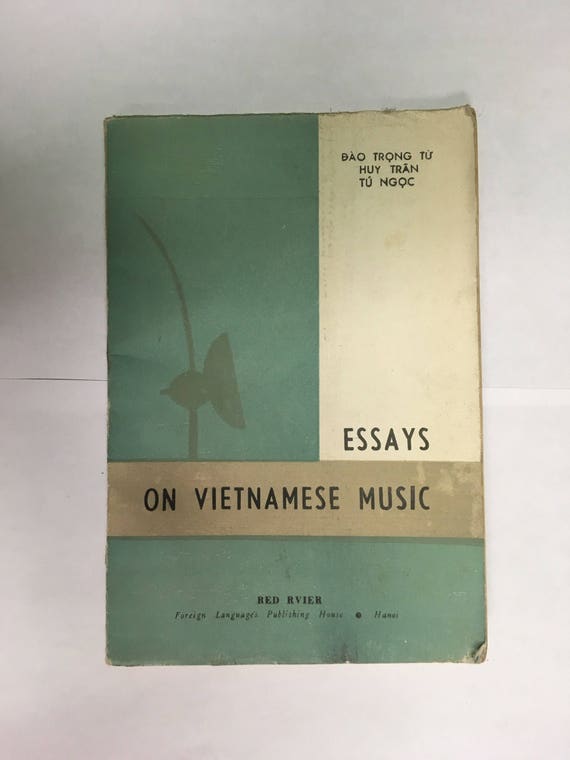 ĐÀO TRỌNG TỪ
HUY TRÂN
TÚ NGỌC
ESSAYS
ON VIETNAMESE MUSIC
RED RVIER
Foreign Languages Publishing House Hanoi